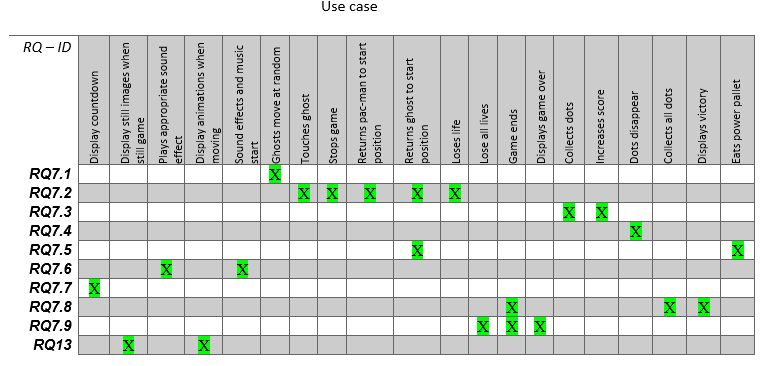 Use case
RQ – ID
Display countdown
Display still images when
still game
Plays appropriate sound
effect
Display animations when
moving
Sound effects and music
start
Ghosts move at random
Touches ghost
Stops game
Returns pac-man to start
position
Returns ghost to start
position
Loses life
Lose all lives
Game ends
Displays game over
Collects dots
Increases score
Dots disappear
Collects all dots
Displays victory
Eats power pallet
RQ7.1 X
RQ7.2 X X X X X
RQ7.3 X X
RQ7.4 X
RQ7.5 X X
RQ7.6 X X
RQ7.7 X
RQ7.8 X X X
RQ7.9 X X X
RQ13 X X